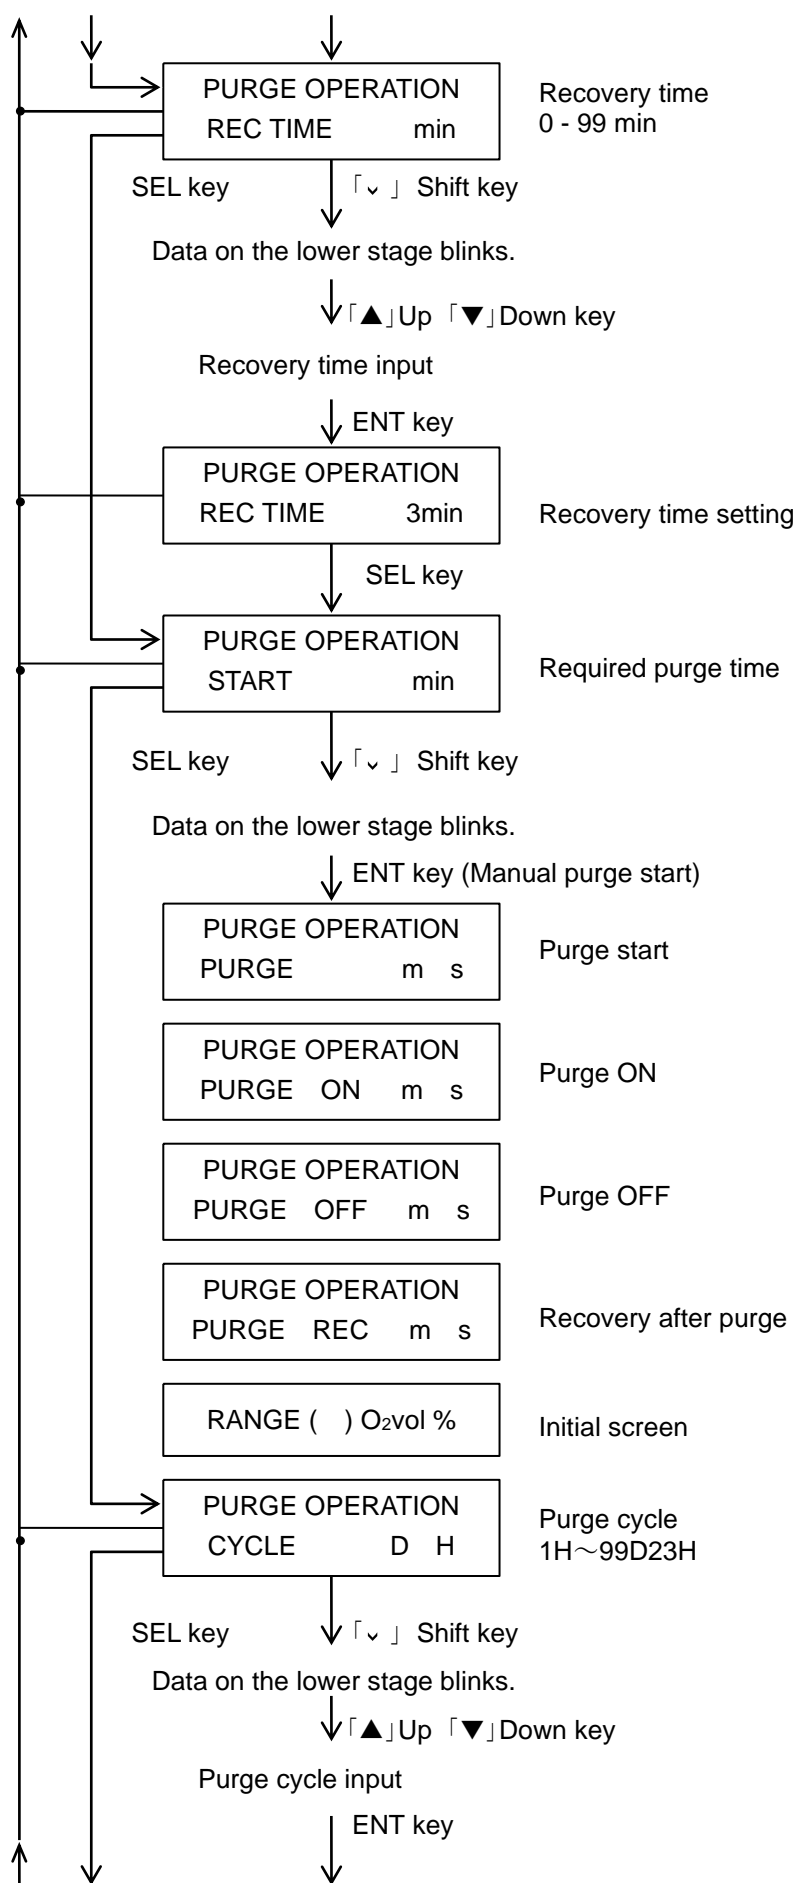 PURGE OPERATION
REC TIME min
Recovery time
0 - 99 min
SEL key 「⌄」 Shift key
Data on the lower stage blinks.
「▲」Up 「▼」Down key
Recovery time input
ENT key
PURGE OPERATION
REC TIME 3min
Recovery time setting
SEL key
PURGE OPERATION
START min
Required purge time
SEL key 「⌄」 Shift key
Data on the lower stage blinks.
ENT key (Manual purge start)
PURGE OPERATION
PURGE m s
Purge start
PURGE OPERATION
PURGE ON m s
Purge ON
PURGE OPERATION
PURGE OFF m s
Purge OFF
PURGE OPERATION
PURGE REC m s
Recovery after purge
RANGE ( ) O₂vol %
Initial screen
PURGE OPERATION
CYCLE D H
Purge cycle
1H～99D23H
SEL key 「⌄」 Shift key
Data on the lower stage blinks.
「▲」Up 「▼」Down key
Purge cycle input
ENT key